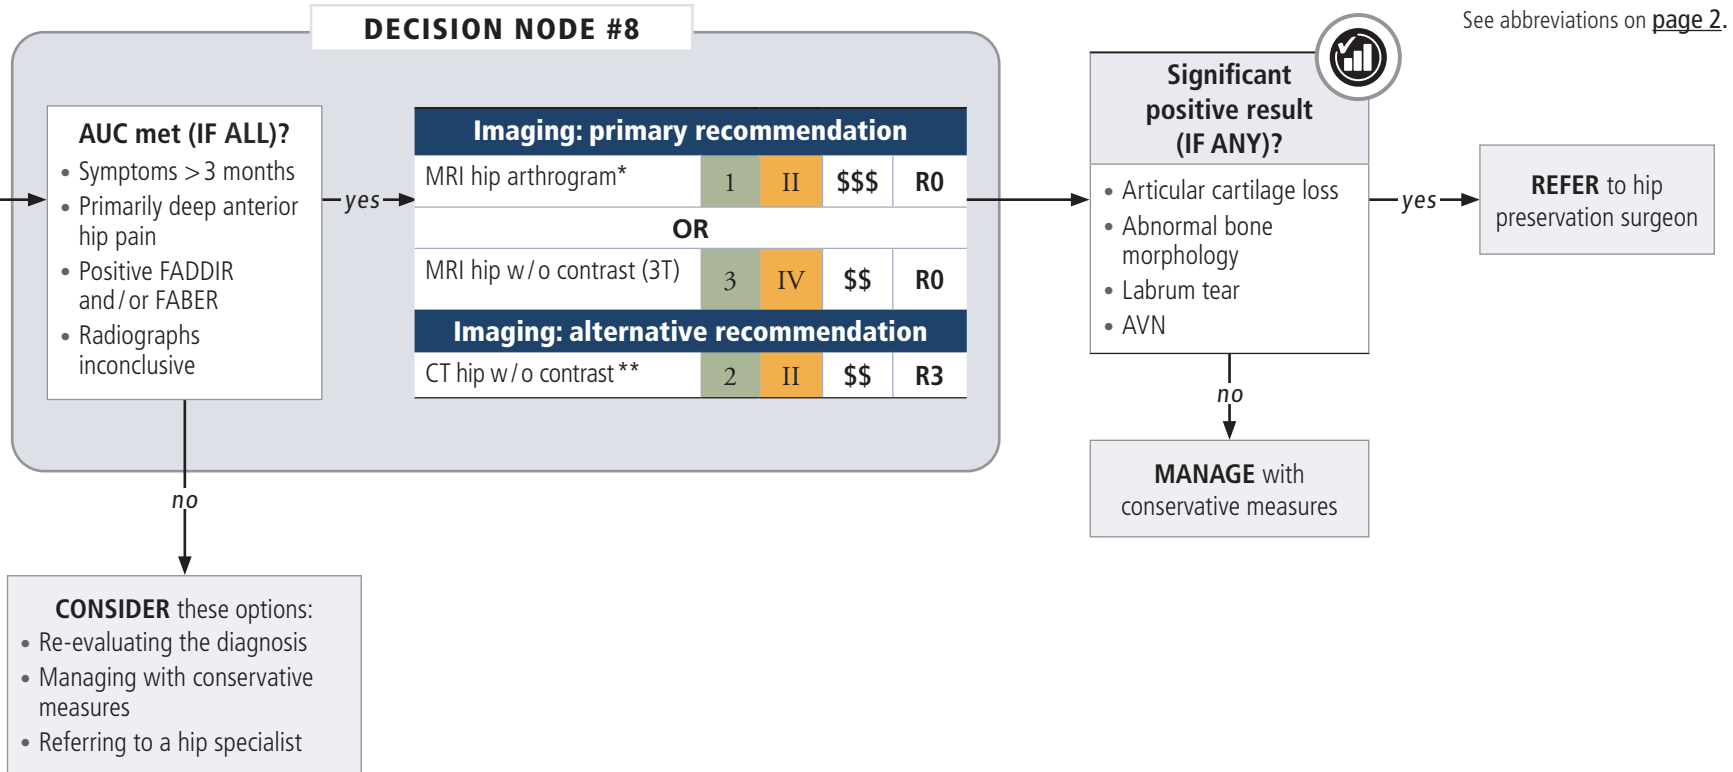 See abbreviations on page 2.
DECISION NODE #8
AUC met (IF ALL)?
• Symptoms > 3 months
• Primarily deep anterior
hip pain
• Positive FADDIR
and/or FABER
• Radiographs
inconclusive
yes
Imaging: primary recommendation
MRI hip arthrogram* 1 II $$$ R0
OR
MRI hip w/o contrast (3T) 3 IV $$ R0
Imaging: alternative recommendation
CT hip w/o contrast** 2 II $$ R3
Significant
positive result
(IF ANY)?
• Articular cartilage loss
• Abnormal bone
morphology
• Labrum tear
• AVN
yes
REFER to hip
preservation surgeon
no
MANAGE with
conservative measures
no
CONSIDER these options:
• Re-evaluating the diagnosis
• Managing with conservative
measures
• Referring to a hip specialist